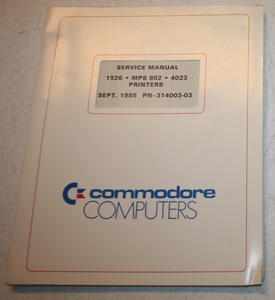 SERVICE MANUAL
1526 • MPS 802 • 4023
PRINTERS
SEPT. 1985 PN-314003-03
commodore
COMPUTERS